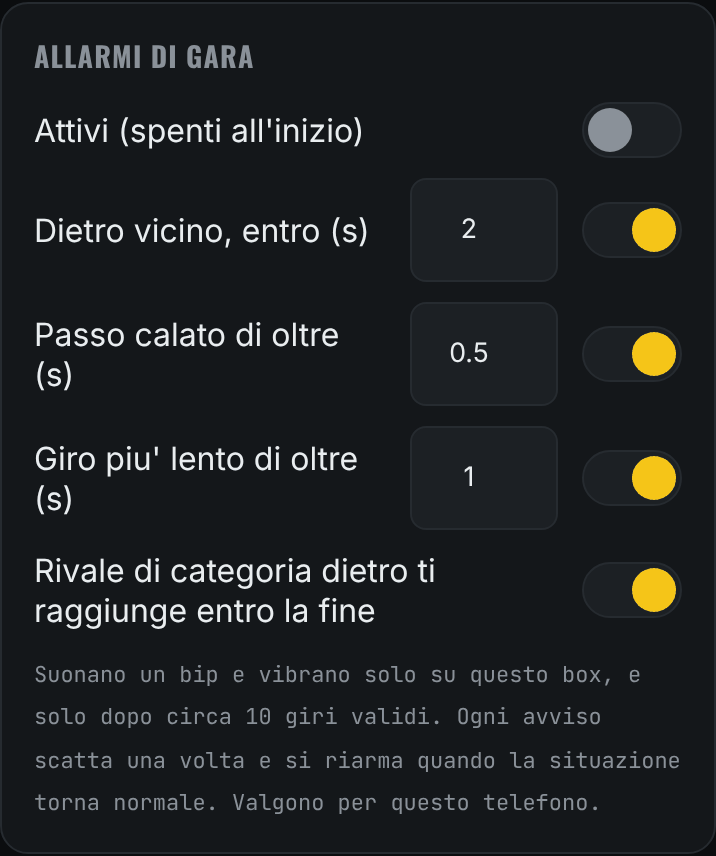 ALLARMI DI GARA
Attivi (spenti all'inizio)
Dietro vicino, entro (s) 2
Passo calato di oltre
(s) 0.5
Giro piu' lento di oltre
(s) 1
Rivale di categoria dietro ti
raggiunge entro la fine
Suonano un bip e vibrano solo su questo box, e
solo dopo circa 10 giri validi. Ogni avviso
scatta una volta e si riarma quando la situazione
torna normale. Valgono per questo telefono.